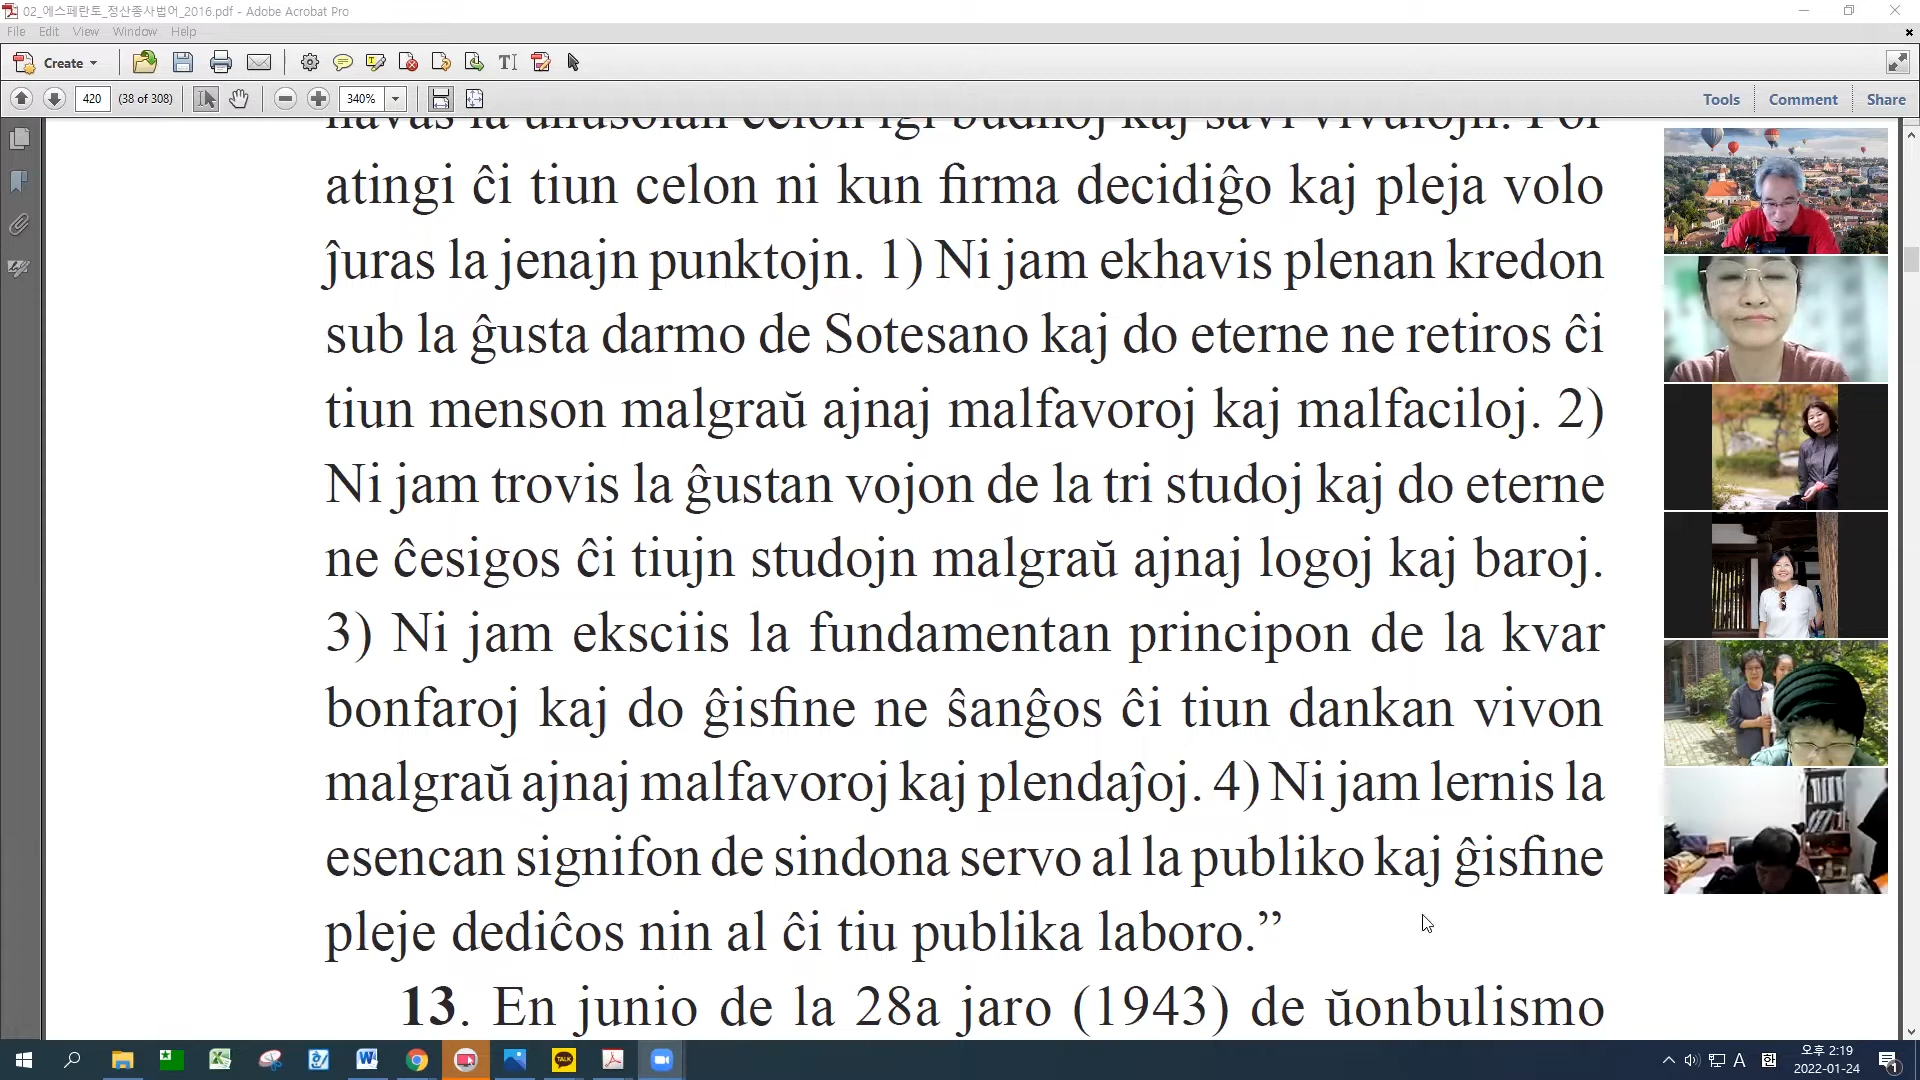 02_에스페란토_정산종사법어_2016.pdf - Adobe Acrobat Pro
File Edit View Window Help
Create
420 (38 of 308) 340% Tools Comment Share
atingi ĉi tiun celon ni kun firma decidiĝo kaj pleja volo
ĵuras la jenajn punktojn. 1) Ni jam ekhavis plenan kredon
sub la ĝusta darmo de Sotesano kaj do eterne ne retiros ĉi
tiun menson malgraŭ ajnaj malfavoroj kaj malfaciloj. 2)
Ni jam trovis la ĝustan vojon de la tri studoj kaj do eterne
ne ĉesigos ĉi tiujn studojn malgraŭ ajnaj logoj kaj baroj.
3) Ni jam eksciis la fundamentan principon de la kvar
bonfaroj kaj do ĝisfine ne ŝanĝos ĉi tiun dankan vivon
malgraŭ ajnaj malfavoroj kaj plendaĵoj. 4) Ni jam lernis la
esencan signifon de sindona servo al la publiko kaj ĝisfine
pleje dediĉos nin al ĉi tiu publika laboro.”
13. En junio de la 28a jaro (1943) de ŭonbulismo
TALK
A 한 오후 2:19
2022-01-24
1